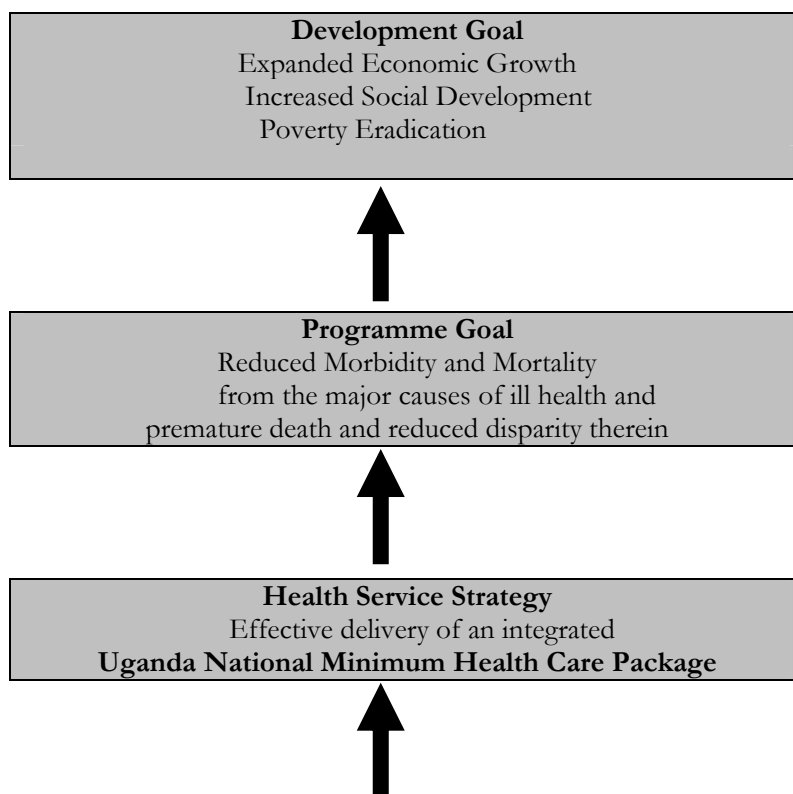 Development Goal
Expanded Economic Growth
Increased Social Development
Poverty Eradication
Programme Goal
Reduced Morbidity and Mortality
from the major causes of ill health and
premature death and reduced disparity therein
Health Service Strategy
Effective delivery of an integrated
Uganda National Minimum Health Care Package